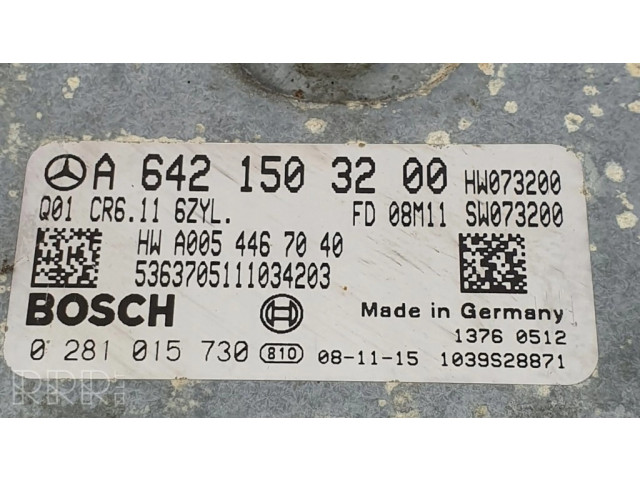 A 642 150 32 00 HW073200
Q01 CR6.11 6ZYL. FD 08M11 SW073200
HW A005 446 70 40
5363705111034203
BOSCH Made in Germany
1376 0512
0 281 015 730 810 08-11-15 1039S28871
RRR